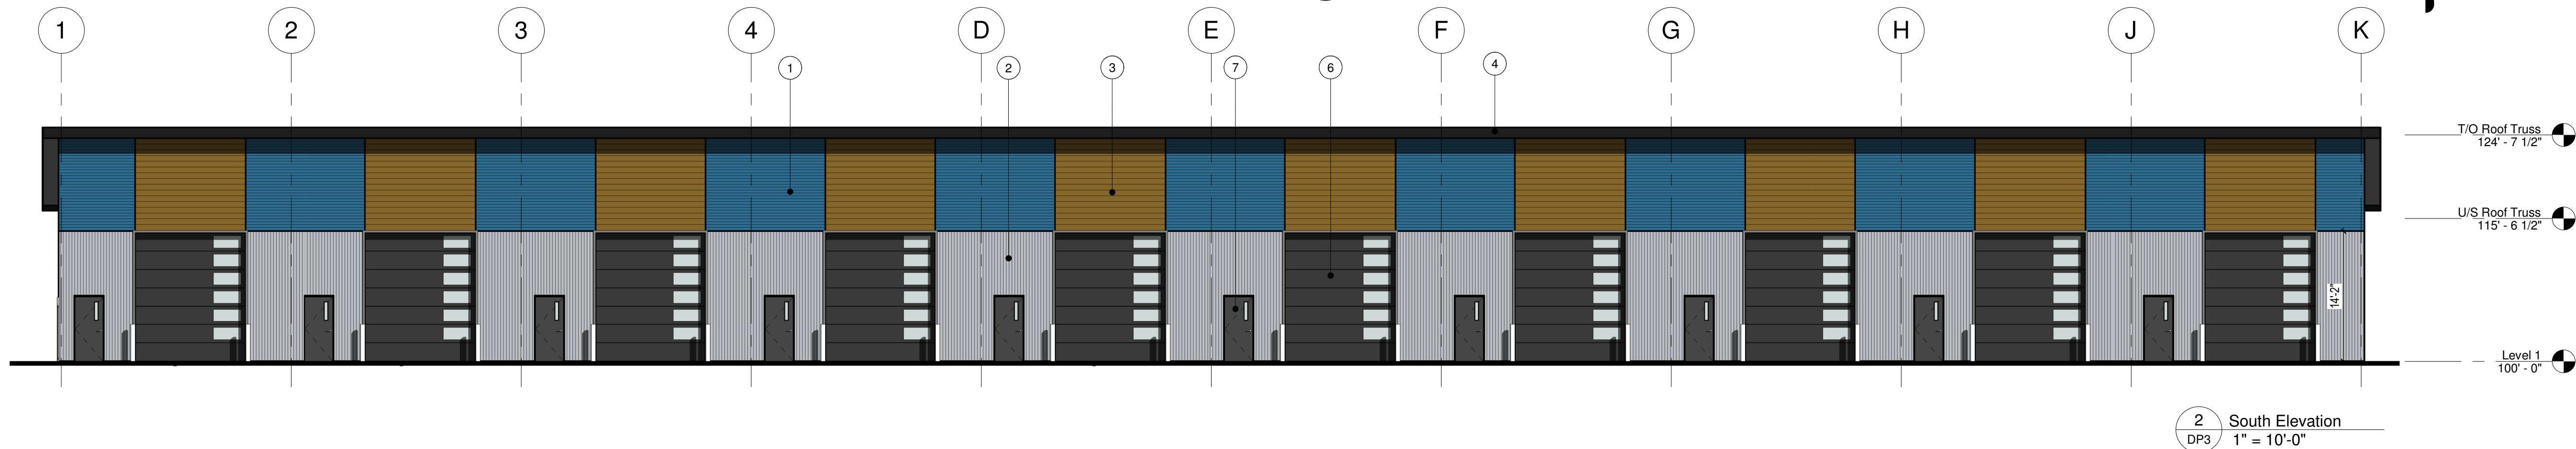 1 2 3 4 D E F G H J K
1 2 3 7 6 4
T/O Roof Truss
124' - 7 1/2"
U/S Roof Truss
115' - 6 1/2"
14'-2"
Level 1
100' - 0"
2 South Elevation
DP3 1" = 10'-0"